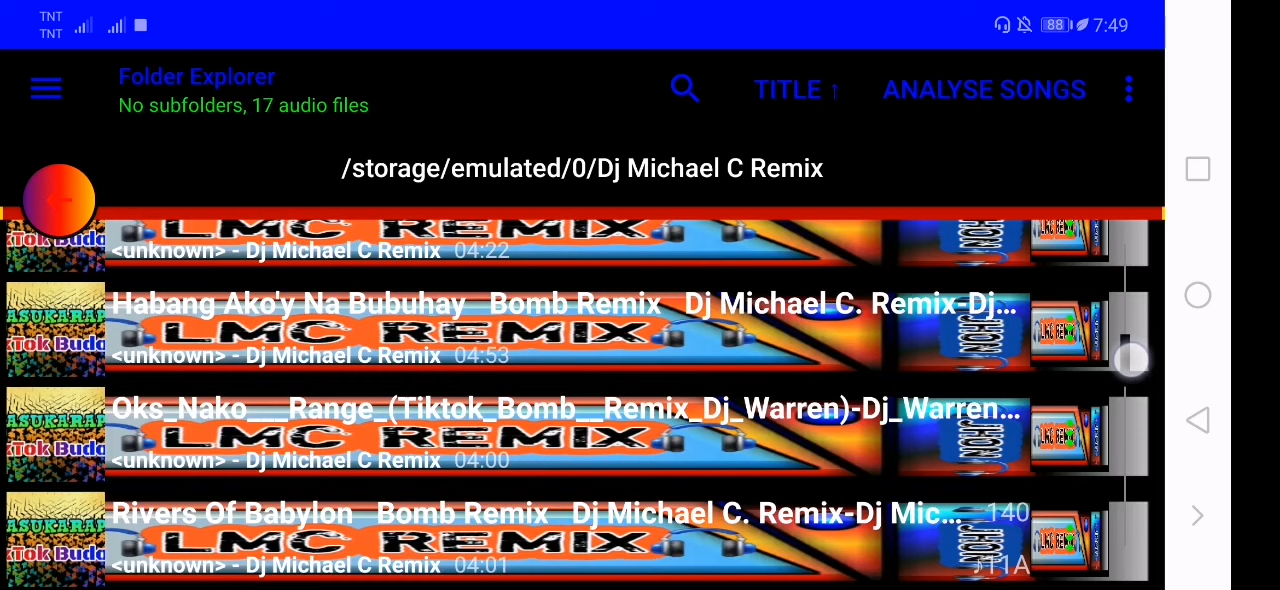 TNT
TNT
88 7:49
Folder Explorer
No subfolders, 17 audio files
TITLE ↑
ANALYSE SONGS
/storage/emulated/0/Dj Michael C Remix
LMC REMIX
<unknown> - Dj Michael C Remix 04:22
Habang Ako'y Na Bubuhay Bomb Remix Dj Michael C. Remix-Dj...
LMC REMIX
<unknown> - Dj Michael C Remix 04:53
Oks_Nako___Range_(Tiktok_Bomb__Remix_Dj_Warren)-Dj_Warren...
LMC REMIX
<unknown> - Dj Michael C Remix 04:00
Rivers Of Babylon Bomb Remix Dj Michael C. Remix-Dj Mic... 140
LMC REMIX
<unknown> - Dj Michael C Remix 04:01